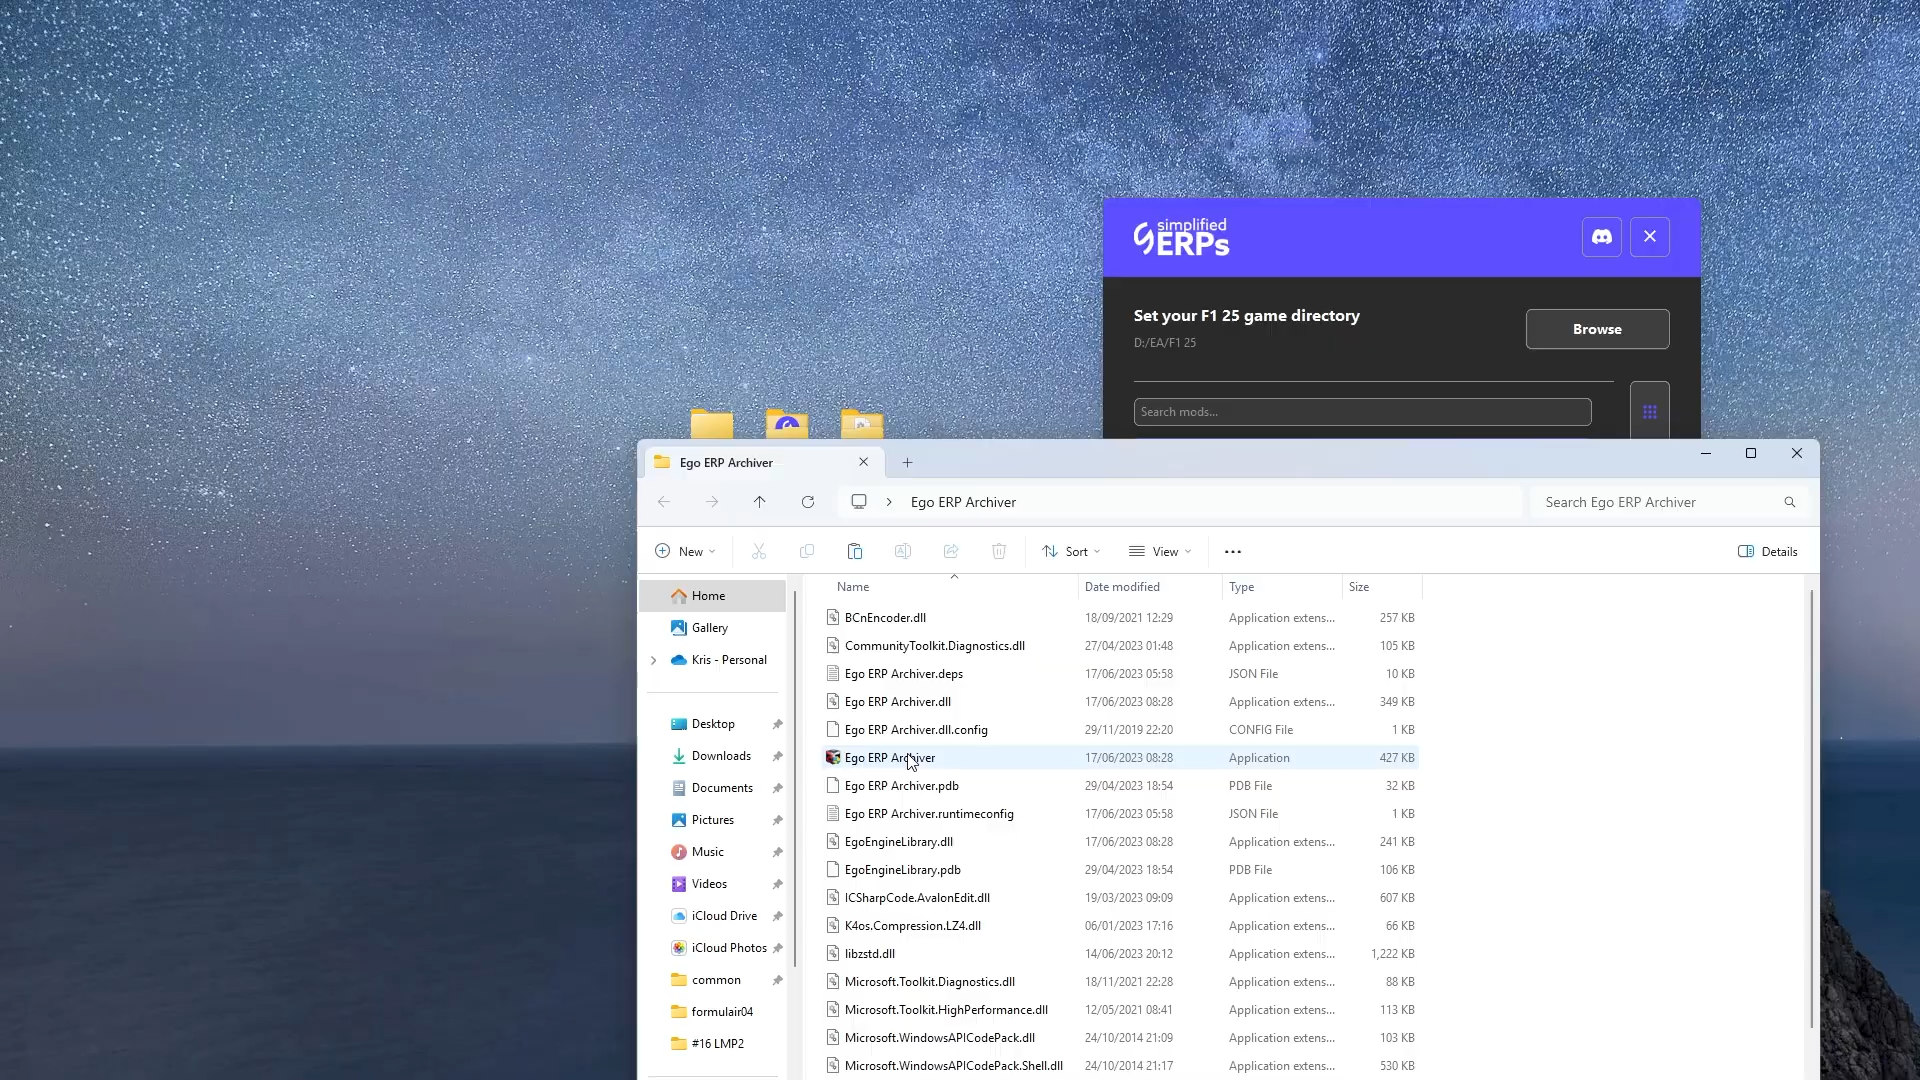 simplified
ERPs
Set your F1 25 game directory
D:/EA/F1 25
Browse
Search mods...
Ego ERP Archiver
Ego ERP Archiver
Search Ego ERP Archiver
New
Sort
View
Details
Name Date modified Type Size
Home
Gallery
Kris - Personal
Desktop
Downloads
Documents
Pictures
Music
Videos
iCloud Drive
iCloud Photos
common
formulair04
#16 LMP2
BCnEncoder.dll 18/09/2021 12:29 Application extens... 257 KB
CommunityToolkit.Diagnostics.dll 27/04/2023 01:48 Application extens... 105 KB
Ego ERP Archiver.deps 17/06/2023 05:58 JSON File 10 KB
Ego ERP Archiver.dll 17/06/2023 08:28 Application extens... 349 KB
Ego ERP Archiver.dll.config 29/11/2019 22:20 CONFIG File 1 KB
Ego ERP Archiver 17/06/2023 08:28 Application 427 KB
Ego ERP Archiver.pdb 29/04/2023 18:54 PDB File 32 KB
Ego ERP Archiver.runtimeconfig 17/06/2023 05:58 JSON File 1 KB
EgoEngineLibrary.dll 17/06/2023 08:28 Application extens... 241 KB
EgoEngineLibrary.pdb 29/04/2023 18:54 PDB File 106 KB
ICSharpCode.AvalonEdit.dll 19/03/2023 09:09 Application extens... 607 KB
K4os.Compression.LZ4.dll 06/01/2023 17:16 Application extens... 66 KB
libzstd.dll 14/06/2023 20:12 Application extens... 1,222 KB
Microsoft.Toolkit.Diagnostics.dll 18/11/2021 22:28 Application extens... 88 KB
Microsoft.Toolkit.HighPerformance.dll 12/05/2021 08:41 Application extens... 113 KB
Microsoft.WindowsAPICodePack.dll 24/10/2014 21:09 Application extens... 103 KB
Microsoft.WindowsAPICodePack.Shell.dll 24/10/2014 21:17 Application extens... 530 KB